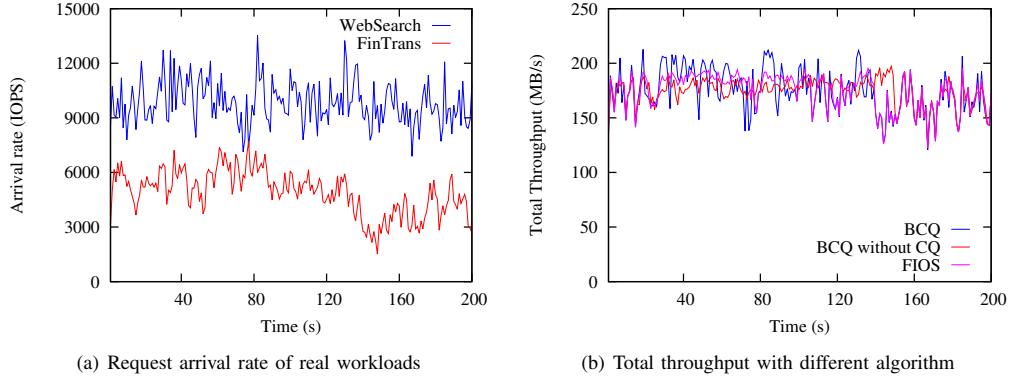 WebSearch
FinTrans
15000
12000
9000
6000
3000
0
Arrival rate (IOPS)
40
80
120
160
200
Time (s)
(a) Request arrival rate of real workloads
250
200
150
100
50
0
Total Throughput (MB/s)
BCQ
BCQ without CQ
FIOS
40
80
120
160
200
Time (s)
(b) Total throughput with different algorithm